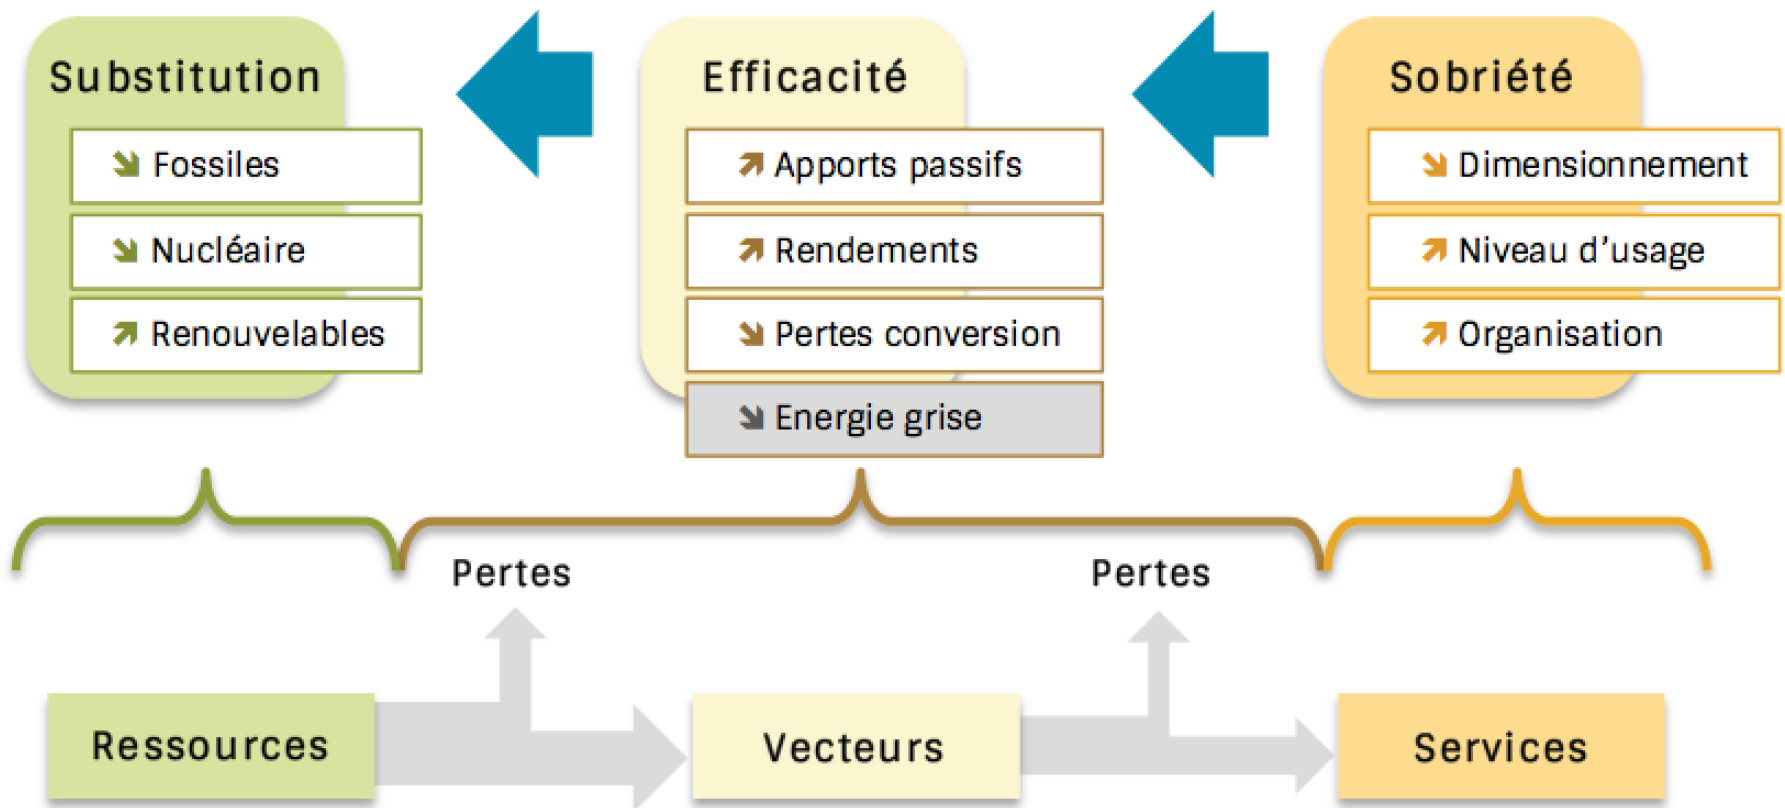 Substitution
Fossiles
Nucléaire
Renouvelables
Efficacité
Apports passifs
Rendements
Pertes conversion
Energie grise
Sobriété
Dimensionnement
Niveau d’usage
Organisation
Pertes
Pertes
Ressources
Vecteurs
Services